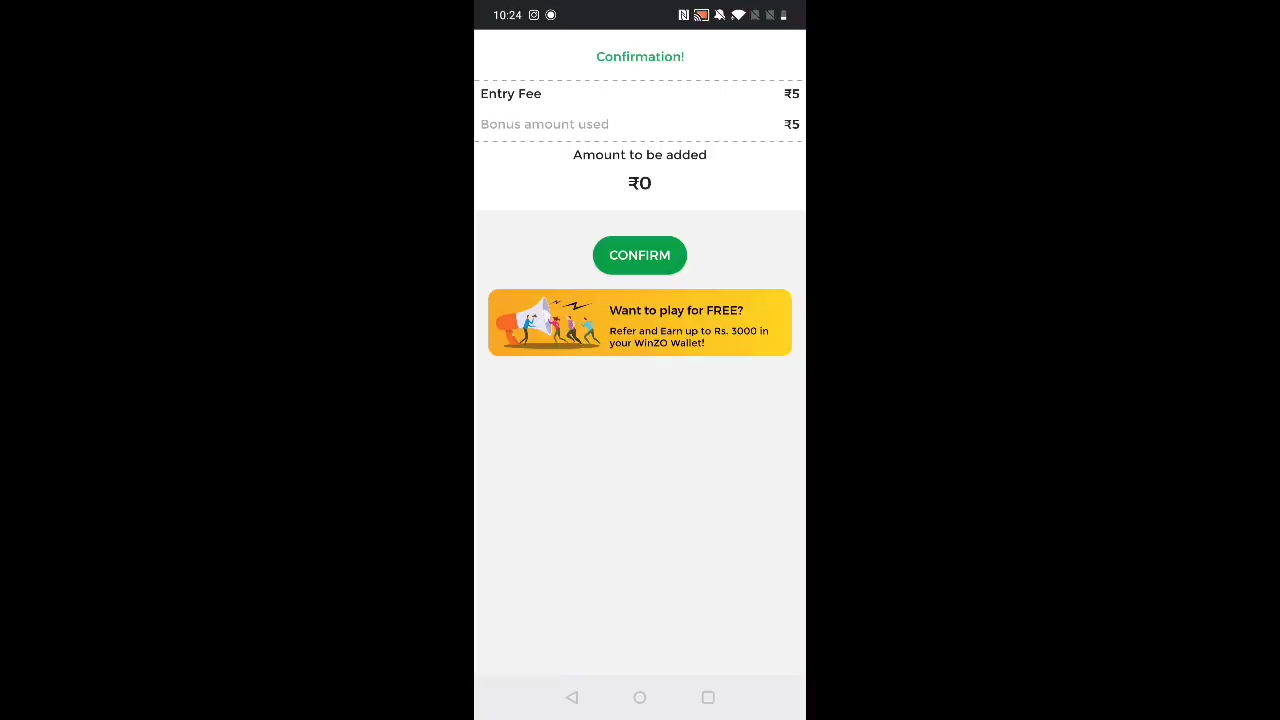 10:24
Confirmation!
Entry Fee ₹5
Bonus amount used ₹5
Amount to be added
₹0
CONFIRM
Want to play for FREE?
Refer and Earn up to Rs. 3000 in
your WinZO Wallet!